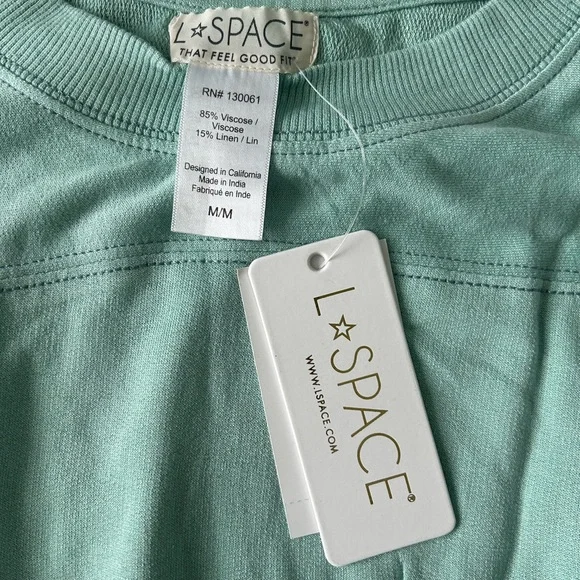 L☆SPACE®
THAT FEEL GOOD FIT®
RN# 130061
85% Viscose /
Viscose
15% Linen / Lin
Designed in California
Made in India
Fabriqué en Inde
M/M
L☆SPACE®
WWW.LSPACE.COM